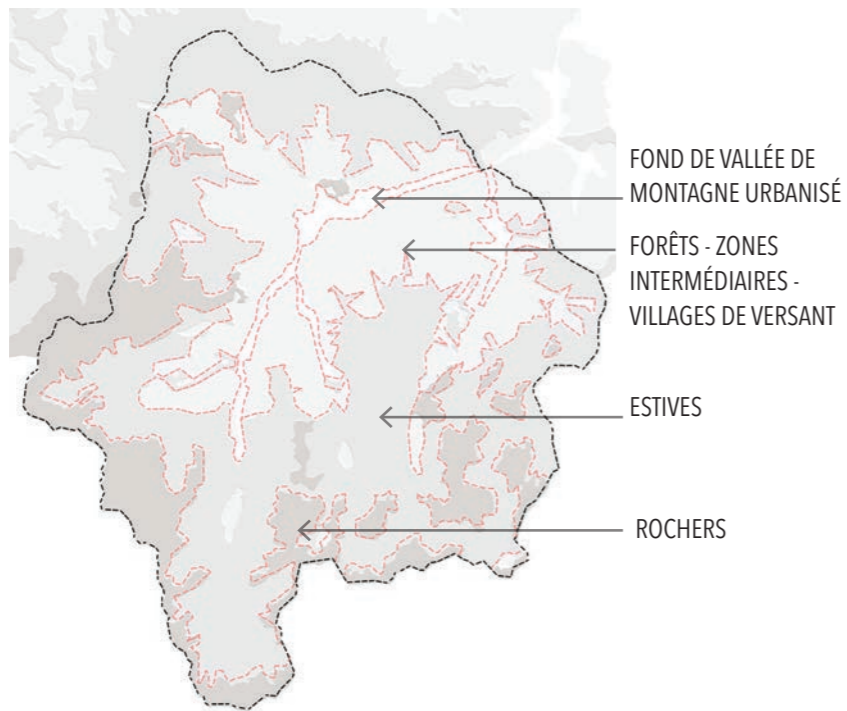 FOND DE VALLÉE DE
MONTAGNE URBANISÉ
FORÊTS - ZONES
INTERMÉDIAIRES -
VILLAGES DE VERSANT
ESTIVES
ROCHERS